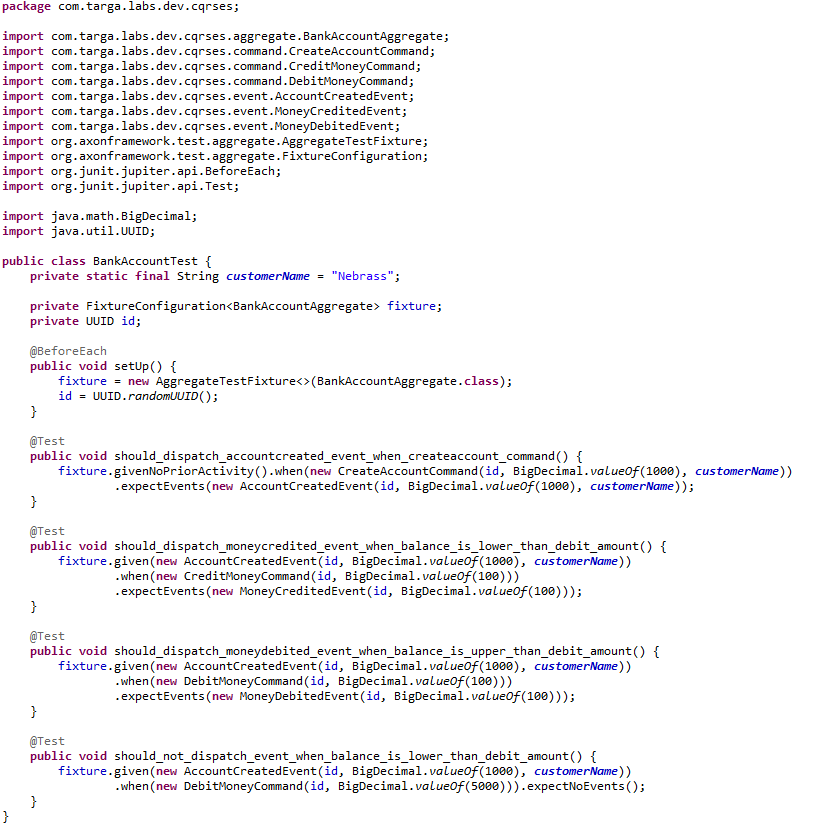 package com.targa.labs.dev.cqrses;

import com.targa.labs.dev.cqrses.aggregate.BankAccountAggregate;
import com.targa.labs.dev.cqrses.command.CreateAccountCommand;
import com.targa.labs.dev.cqrses.command.CreditMoneyCommand;
import com.targa.labs.dev.cqrses.command.DebitMoneyCommand;
import com.targa.labs.dev.cqrses.event.AccountCreatedEvent;
import com.targa.labs.dev.cqrses.event.MoneyCreditedEvent;
import com.targa.labs.dev.cqrses.event.MoneyDebitedEvent;
import org.axonframework.test.aggregate.AggregateTestFixture;
import org.axonframework.test.aggregate.FixtureConfiguration;
import org.junit.jupiter.api.BeforeEach;
import org.junit.jupiter.api.Test;

import java.math.BigDecimal;
import java.util.UUID;

public class BankAccountTest {
    private static final String customerName = "Nebrass";

    private FixtureConfiguration<BankAccountAggregate> fixture;
    private UUID id;

    @BeforeEach
    public void setUp() {
        fixture = new AggregateTestFixture<>(BankAccountAggregate.class);
        id = UUID.randomUUID();
    }

    @Test
    public void should_dispatch_accountcreated_event_when_createaccount_command() {
        fixture.givenNoPriorActivity().when(new CreateAccountCommand(id, BigDecimal.valueOf(1000), customerName))
                .expectEvents(new AccountCreatedEvent(id, BigDecimal.valueOf(1000), customerName));
    }

    @Test
    public void should_dispatch_moneycredited_event_when_balance_is_lower_than_debit_amount() {
        fixture.given(new AccountCreatedEvent(id, BigDecimal.valueOf(1000), customerName))
                .when(new CreditMoneyCommand(id, BigDecimal.valueOf(100)))
                .expectEvents(new MoneyCreditedEvent(id, BigDecimal.valueOf(100)));
    }

    @Test
    public void should_dispatch_moneydebited_event_when_balance_is_upper_than_debit_amount() {
        fixture.given(new AccountCreatedEvent(id, BigDecimal.valueOf(1000), customerName))
                .when(new DebitMoneyCommand(id, BigDecimal.valueOf(100)))
                .expectEvents(new MoneyDebitedEvent(id, BigDecimal.valueOf(100)));
    }

    @Test
    public void should_not_dispatch_event_when_balance_is_lower_than_debit_amount() {
        fixture.given(new AccountCreatedEvent(id, BigDecimal.valueOf(1000), customerName))
                .when(new DebitMoneyCommand(id, BigDecimal.valueOf(5000))).expectNoEvents();
    }
}